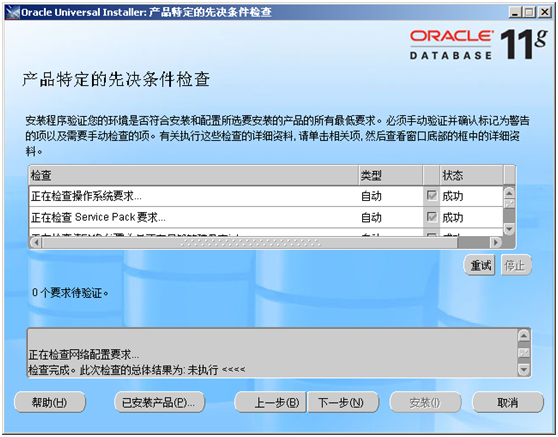 Oracle Universal Installer: 产品特定的先决条件检查
ORACLE
DATABASE 11g
产品特定的先决条件检查
安装程序验证您的环境是否符合安装和配置所选要安装的产品的所有最低要求。必须手动验证并确认标记为警告
的项以及需要手动检查的项。有关执行这些检查的详细资料, 请单击相关项, 然后查看窗口底部的框中的详细资
料。
检查 类型 状态
正在检查操作系统要求... 自动 成功
正在检查 Service Pack 要求... 自动 成功
重试 停止
0 个要求待验证。
正在检查网络配置要求...
检查完成。此次检查的总体结果为: 未执行 <<<<
帮助(H) 已安装产品(P)... 上一步(B) 下一步(N) 安装(I) 取消